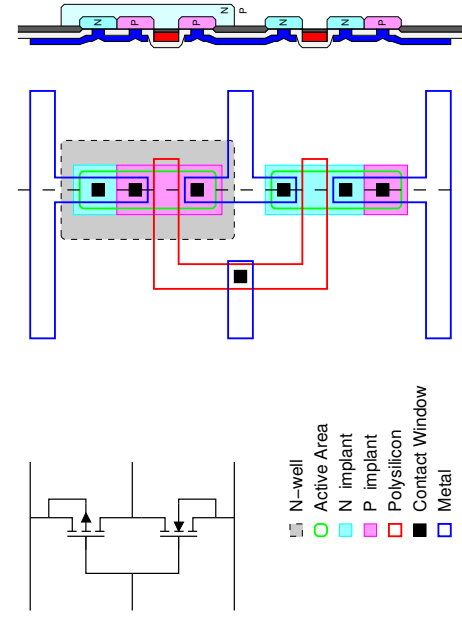 N
P
P
N
N
P
N
P
N-well
Active Area
N implant
P implant
Polysilicon
Contact Window
Metal